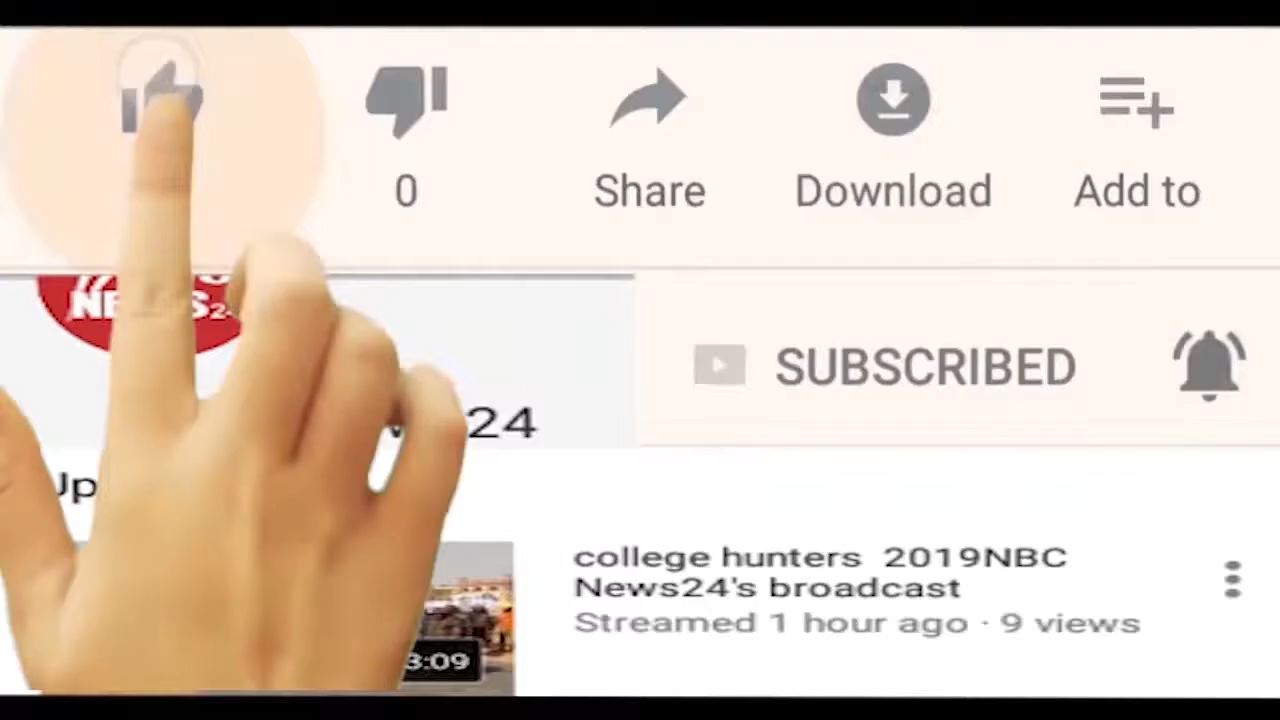 0
Share
Download
Add to
SUBSCRIBED
24
college hunters 2019NBC
News24's broadcast
Streamed 1 hour ago · 9 views
3:09